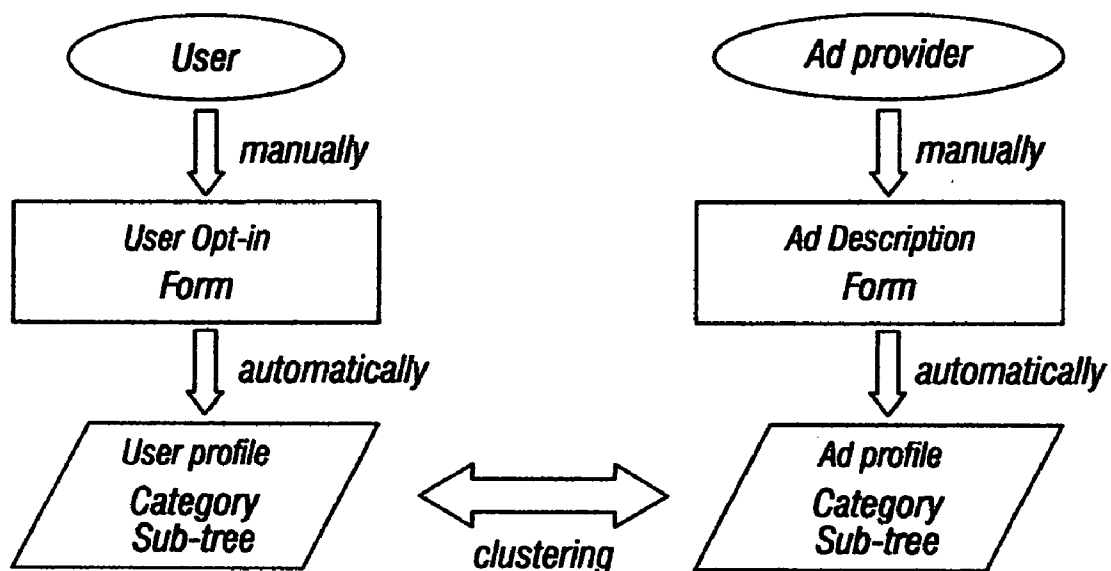 User
manually
User Opt-in
Form
automatically
User profile
Category
Sub-tree
clustering
Ad provider
manually
Ad Description
Form
automatically
Ad profile
Category
Sub-tree